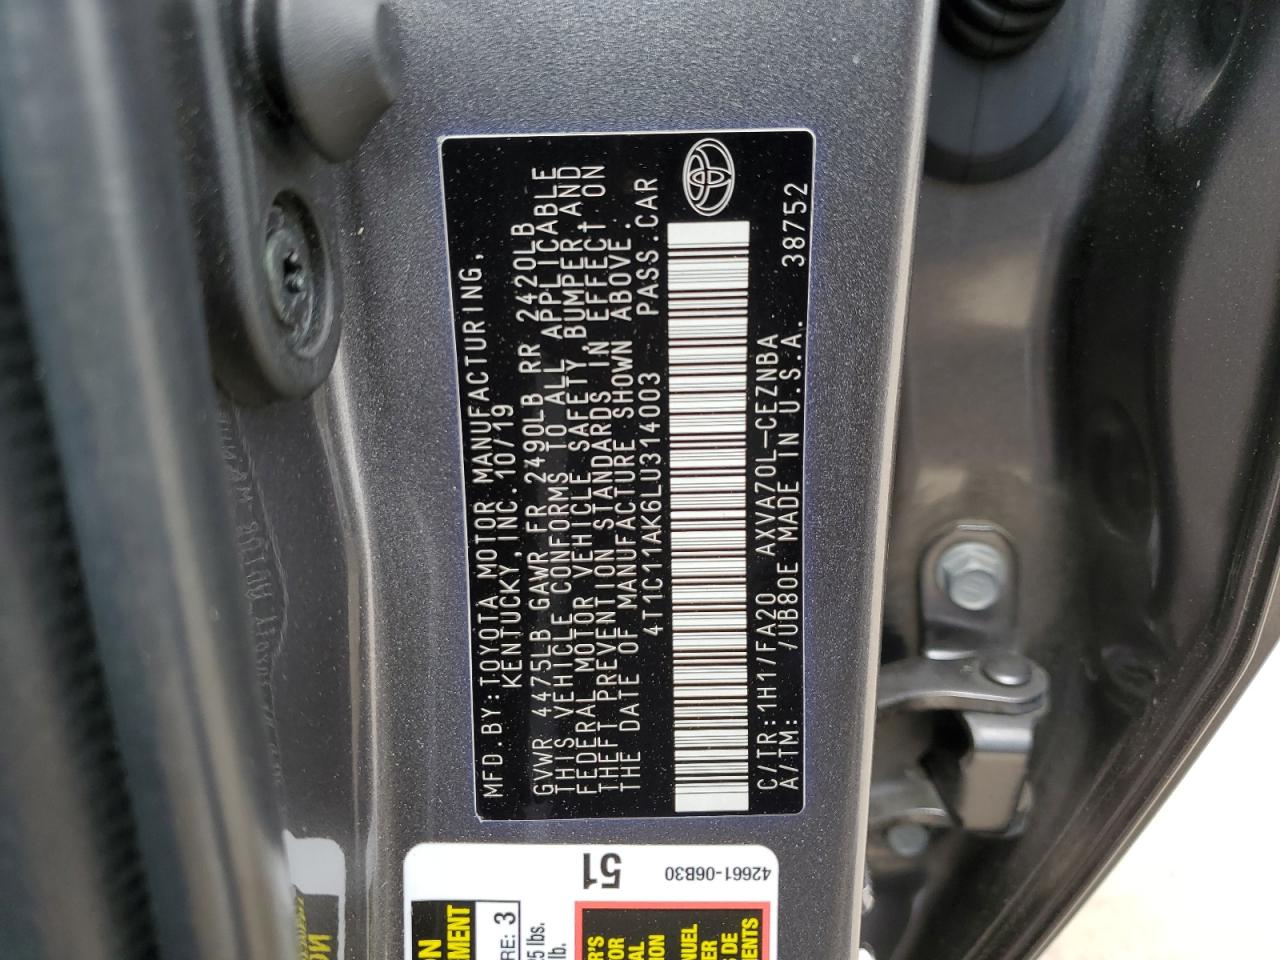 MFD.BY:TOYOTA MOTOR MANUFACTURING,
KENTUCKY,INC. 10/19
GVWR 4475LB GAWR FR 2490LB RR 2420LB
THIS VEHICLE CONFORMS TO ALL APPLICABLE
FEDERAL MOTOR VEHICLE SAFETY,BUMPER,AND
THEFT PREVENTION STANDARDS IN EFFECT ON
THE DATE OF MANUFACTURE SHOWN ABOVE.
4T1C11AK6LU314003 PASS.CAR
C/TR:1H1/FA20 AXVA70L-CEZNBA
A/TM: /UB80E MADE IN U.S.A. 38752
51
42661-06B30